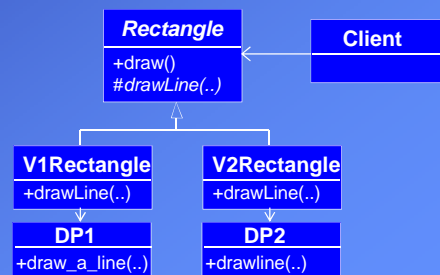 Rectangle
Client
+draw()
#drawLine(..)
V1Rectangle
V2Rectangle
+drawLine(..)
+drawLine(..)
DP1
DP2
+draw_a_line(..)
+drawline(..)